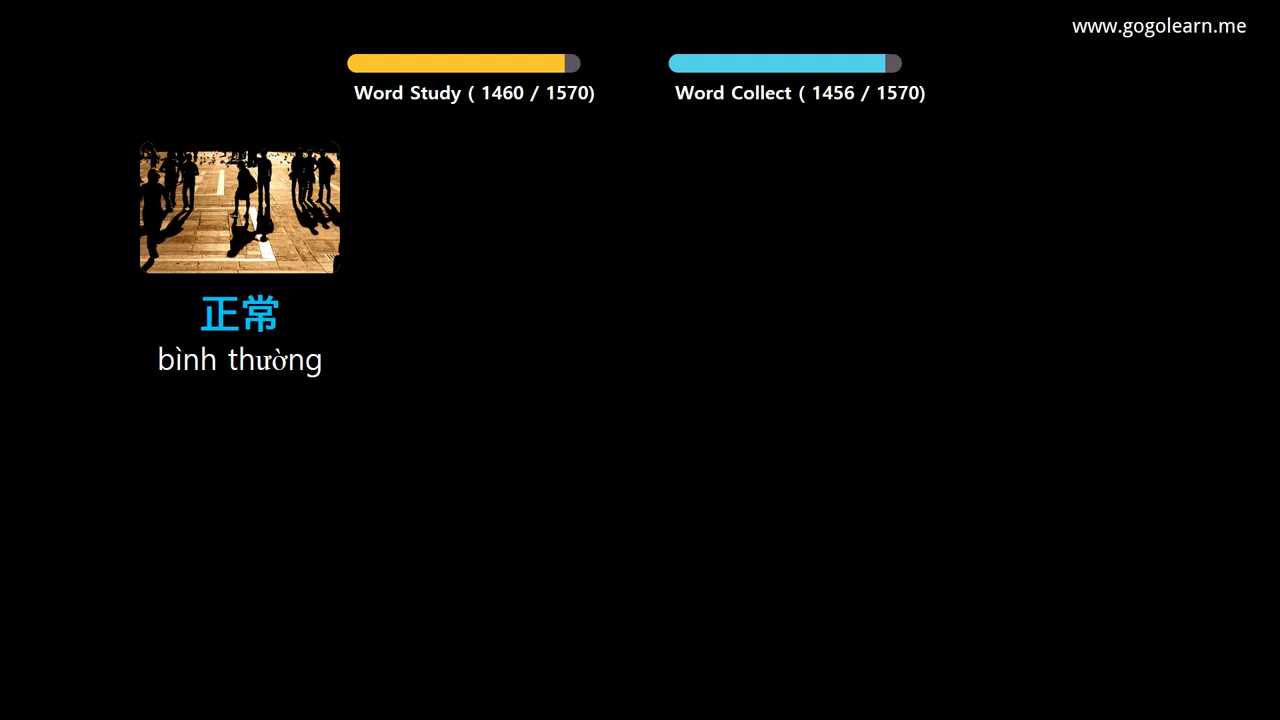 www.gogolearn.me
Word Study ( 1460 / 1570)
Word Collect ( 1456 / 1570)
正常
bình thường